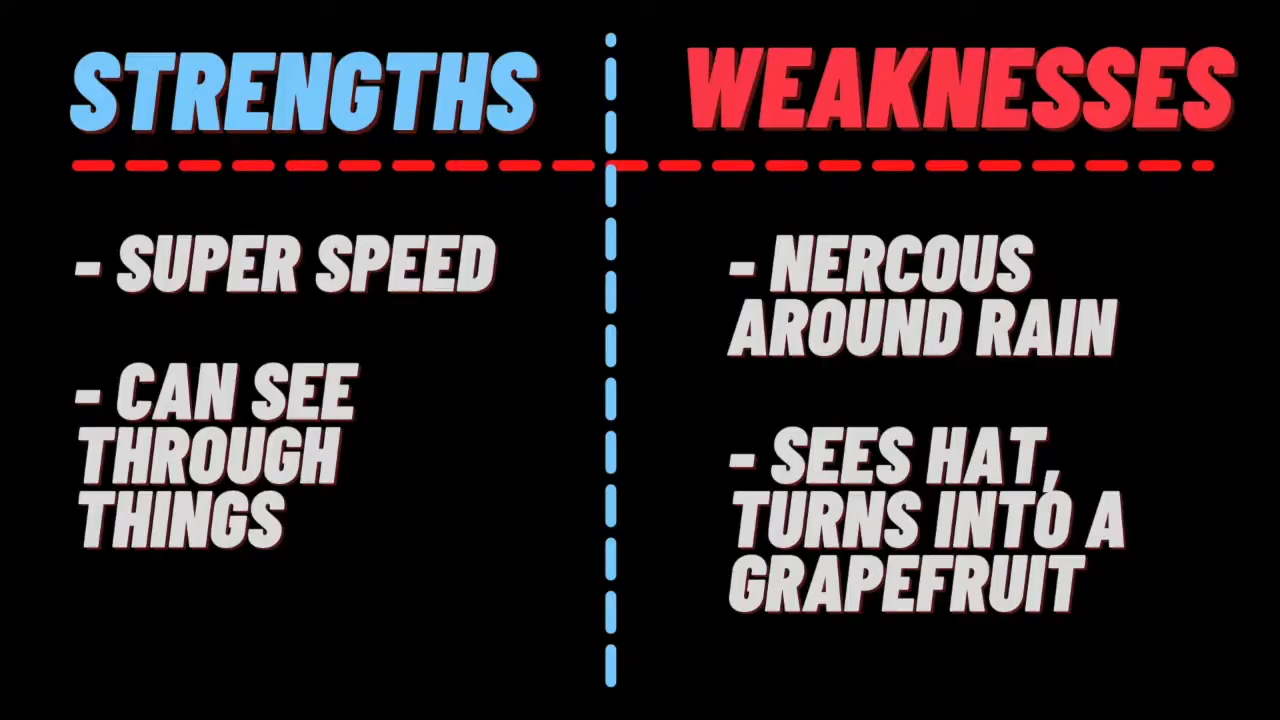 STRENGTHS
WEAKNESSES
- SUPER SPEED
- CAN SEE
THROUGH
THINGS
- NERCOUS
AROUND RAIN
- SEES HAT,
TURNS INTO A
GRAPEFRUIT